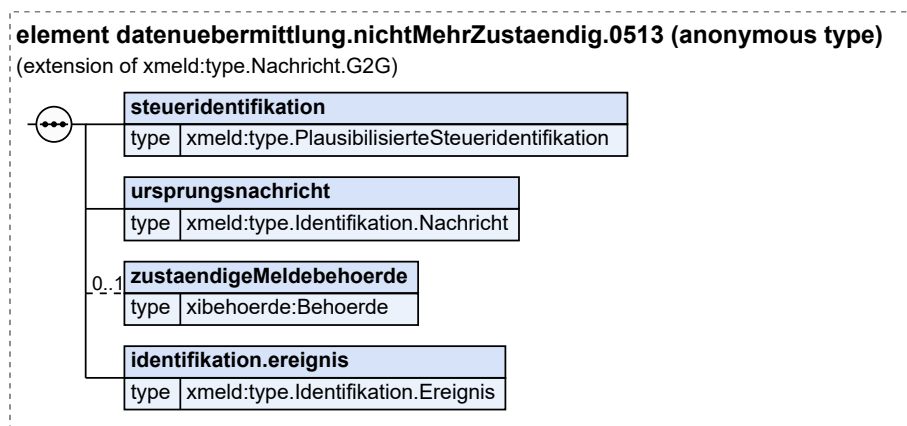 element datenuebermittlung.nichtMehrZustaendig.0513 (anonymous type)
(extension of xmeld:type.Nachricht.G2G)
steueridentifikation
type xmeld:type.PlausibilisierteSteueridentifikation
ursprungsnachricht
type xmeld:type.Identifikation.Nachricht
0..1 zustaendigeMeldebehoerde
type xibehoerde:Behoerde
identifikation.ereignis
type xmeld:type.Identifikation.Ereignis